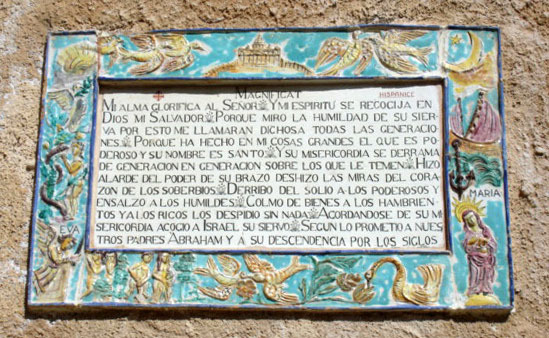 MAGNIFICAT
HISPANICE
MI ALMA GLORIFICA AL SEÑOR Y MI ESPIRITU SE RECOCIJA EN
DIOS MI SALVADOR PORQUE MIRO LA HUMILDAD DE SU SIER-
VA POR ESTO ME LLAMARAN DICHOSA TODAS LAS GENERACIO
NES PORQUE HA HECHO EN MI COSAS GRANDES EL QUE ES PO-
DEROSO Y SU NOMBRE ES SANTO Y SU MISERICORDIA SE DERRAMA
DE GENERACION EN GENERACION SOBRE LOS QUE LE TEMEN HIZO
ALARDE DEL PODER DE SU BRAZO DESHIZO LAS MIRAS DEL CORA
ZON DE LOS SOBERBIOS DERRIBO DEL SOLIO A LOS PODEROSOS Y
ENSALZO A LOS HUMILDES COLMO DE BIENES A LOS HAMBRIEN-
TOS Y A LOS RICOS LOS DESPIDIO SIN NADA ACORDANDOSE DE SU MI
SERICORDIA ACOGIO A ISRAEL SU SIERVO SEGUN LO PROMETIO A NUES
TROS PADRES ABRAHAM Y A SU DESCENDENCIA POR LOS SIGLOS
MARIA
EVA